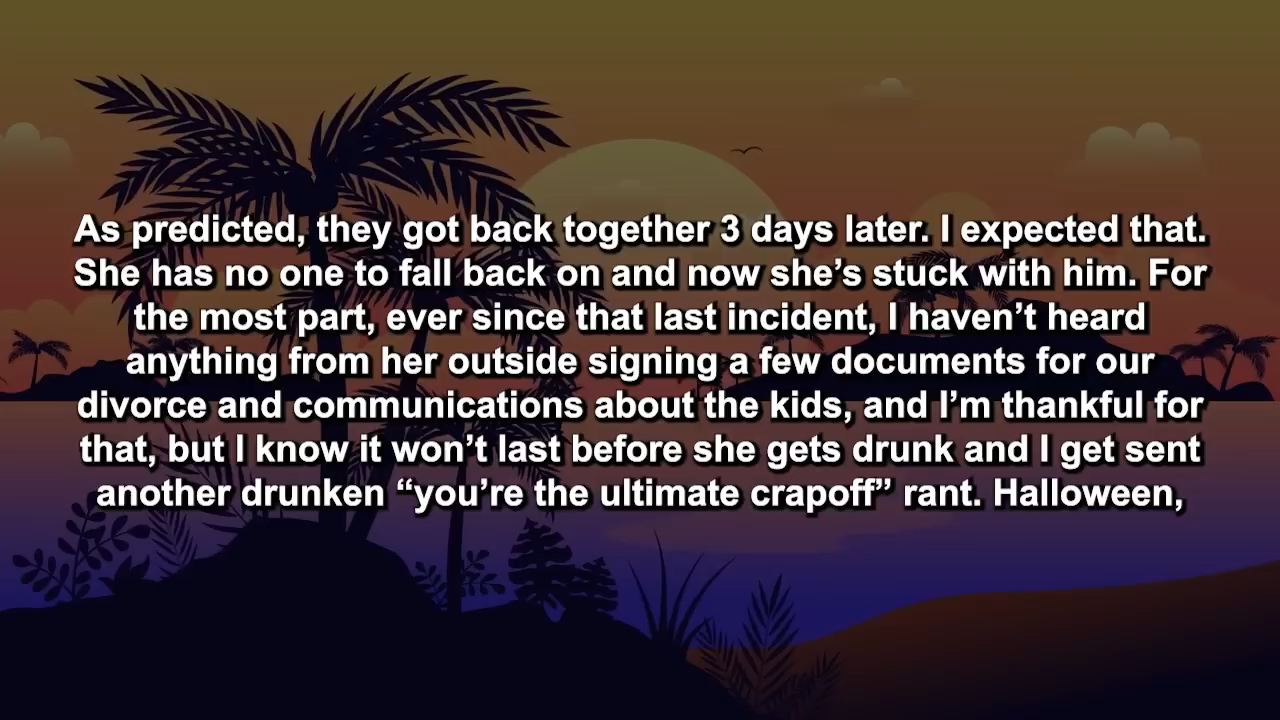 As predicted, they got back together 3 days later. I expected that.
She has no one to fall back on and now she’s stuck with him. For
the most part, ever since that last incident, I haven’t heard
anything from her outside signing a few documents for our
divorce and communications about the kids, and I’m thankful for
that, but I know it won’t last before she gets drunk and I get sent
another drunken “you’re the ultimate crapoff” rant. Halloween,